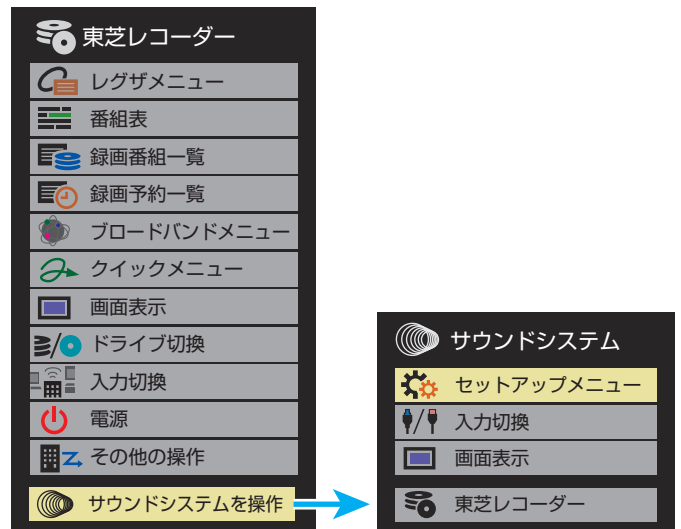 東芝レコーダー
レグザメニュー
番組表
録画番組一覧
録画予約一覧
ブロードバンドメニュー
クイックメニュー
画面表示
ドライブ切換
入力切換
電源
その他の操作
サウンドシステムを操作
サウンドシステム
セットアップメニュー
入力切換
画面表示
東芝レコーダー